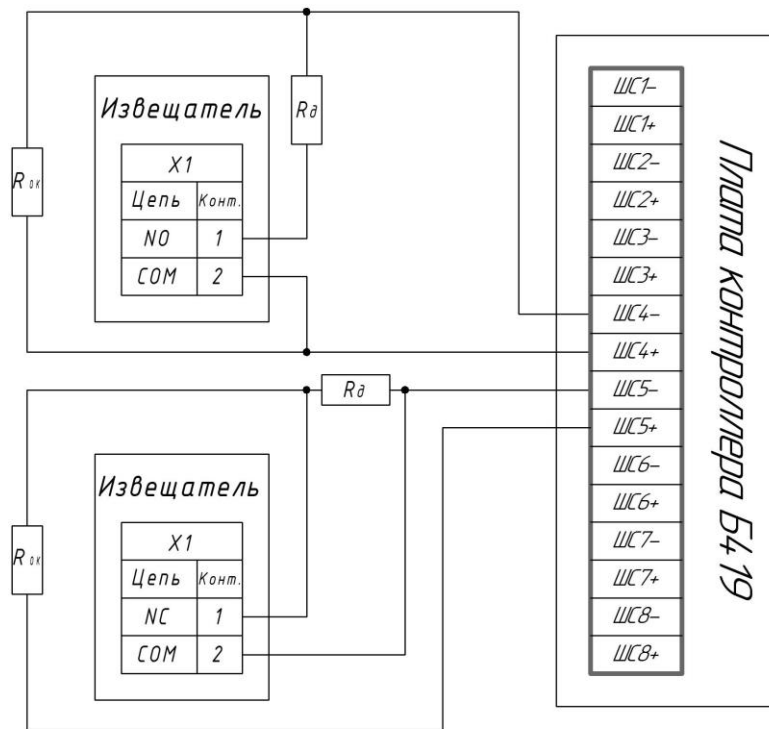 Извещатель
X1
Цепь Конт.
NO 1
COM 2
Rд
Rок
Извещатель
X1
Цепь Конт.
NC 1
COM 2
Rд
Rок
ШС1-
ШС1+
ШС2-
ШС2+
ШС3-
ШС3+
ШС4-
ШС4+
ШС5-
ШС5+
ШС6-
ШС6+
ШС7-
ШС7+
ШС8-
ШС8+
Плата контроллера Б419